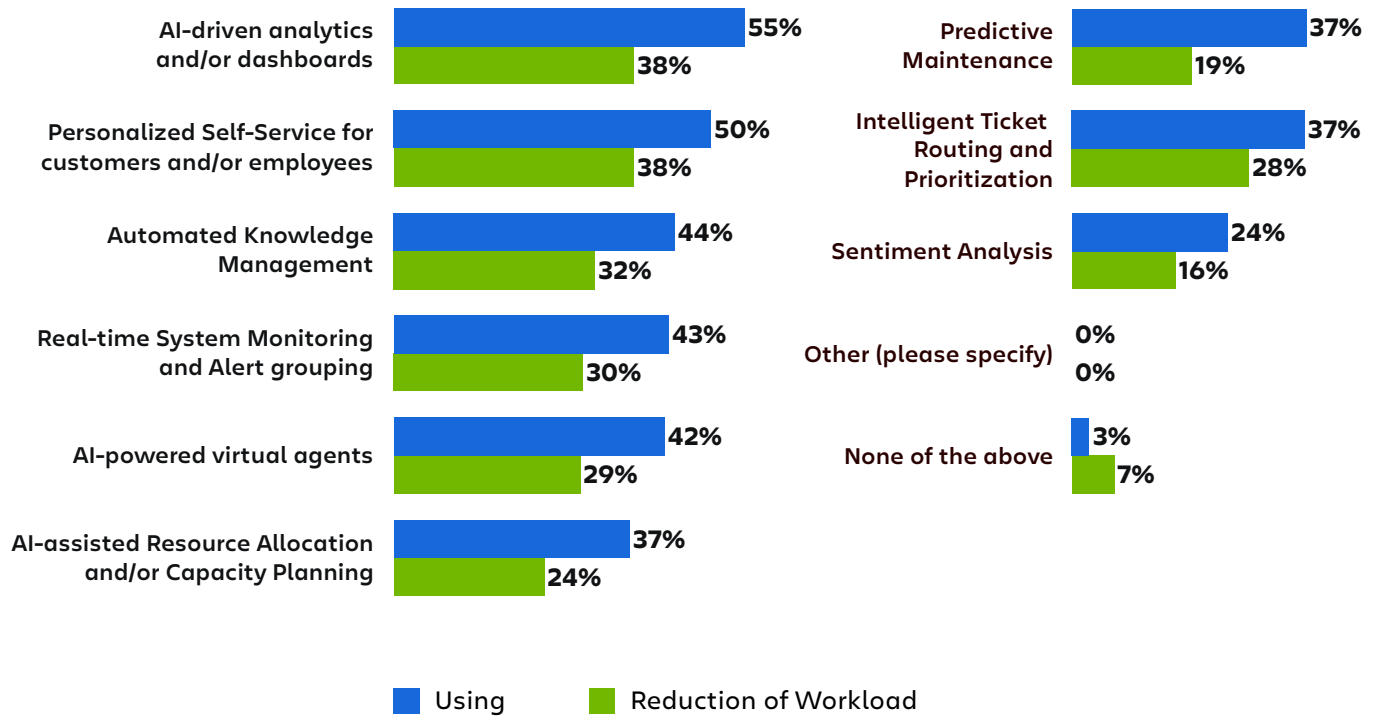 AI-driven analytics
and/or dashboards
55%
38%
Personalized Self-Service for
customers and/or employees
50%
38%
Automated Knowledge
Management
44%
32%
Real-time System Monitoring
and Alert grouping
43%
30%
AI-powered virtual agents
42%
29%
AI-assisted Resource Allocation
and/or Capacity Planning
37%
24%
Predictive
Maintenance
37%
19%
Intelligent Ticket
Routing and
Prioritization
37%
28%
Sentiment Analysis
24%
16%
Other (please specify)
0%
0%
None of the above
3%
7%
Using
Reduction of Workload